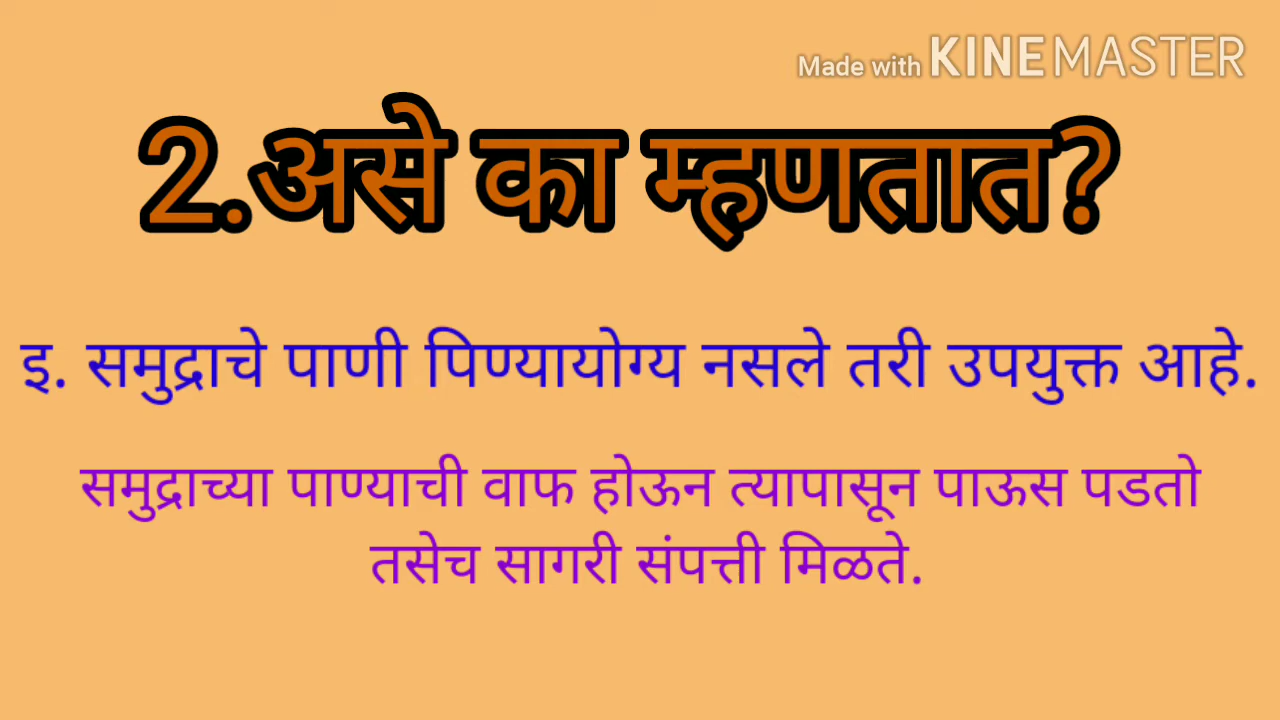 Made with KINEMASTER
2.असे का म्हणतात?
इ. समुद्राचे पाणी पिण्यायोग्य नसले तरी उपयुक्त आहे.
समुद्राच्या पाण्याची वाफ होऊन त्यापासून पाऊस पडतो
तसेच सागरी संपत्ती मिळते.